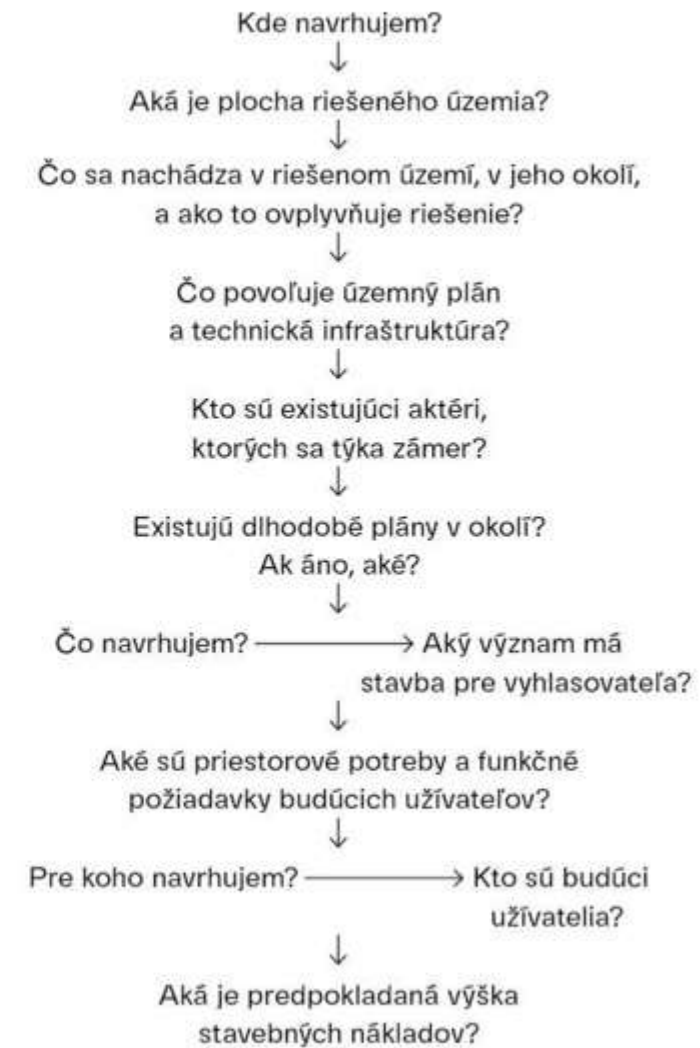 Kde navrhujem?
Aká je plocha riešeného územia?
Čo sa nachádza v riešenom území, v jeho okolí,
a ako to ovplyvňuje riešenie?
Čo povoľuje územný plán
a technická infraštruktúra?
Kto sú existujúci aktéri,
ktorých sa týka zámer?
Existujú dlhodobé plány v okolí?
Ak áno, aké?
Čo navrhujem? → Aký význam má
stavba pre vyhlasovateľa?
Aké sú priestorové potreby a funkčné
požiadavky budúcich užívateľov?
Pre koho navrhujem? → Kto sú budúci
užívatelia?
Aká je predpokladaná výška
stavebných nákladov?